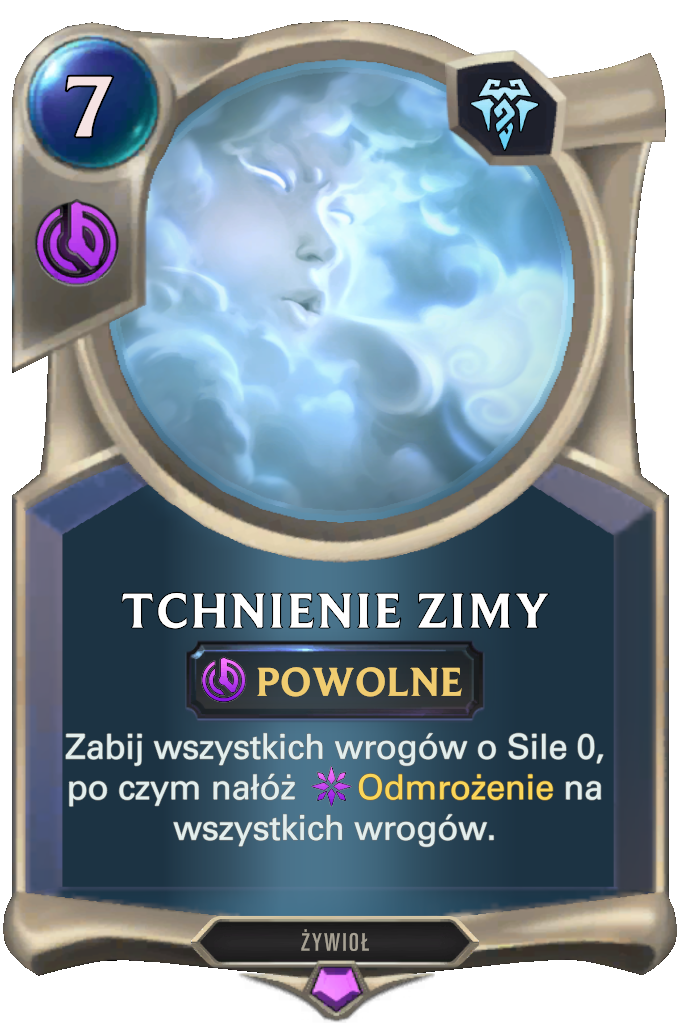 7
TCHNIENIE ZIMY
POWOLNE
Zabij wszystkich wrogów o Sile 0,
po czym nałóż Odmrożenie na
wszystkich wrogów.
ŻYWIOŁ